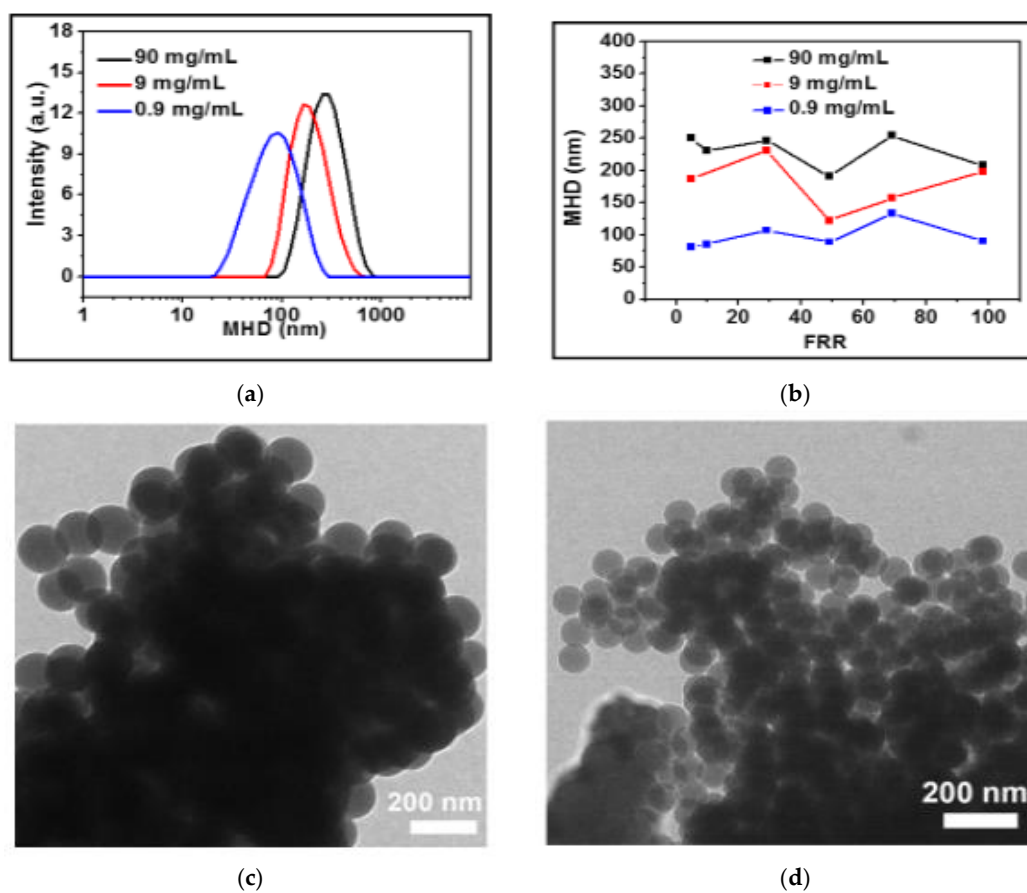 18
15
12
9
6
3
0
Intensity (a.u.)
90 mg/mL
9 mg/mL
0.9 mg/mL
1
10
100
1000
MHD (nm)
(a)
400
350
300
250
200
150
100
50
0
MHD (nm)
90 mg/mL
9 mg/mL
0.9 mg/mL
0
20
40
60
80
100
FRR
(b)
200 nm
(c)
200 nm
(d)